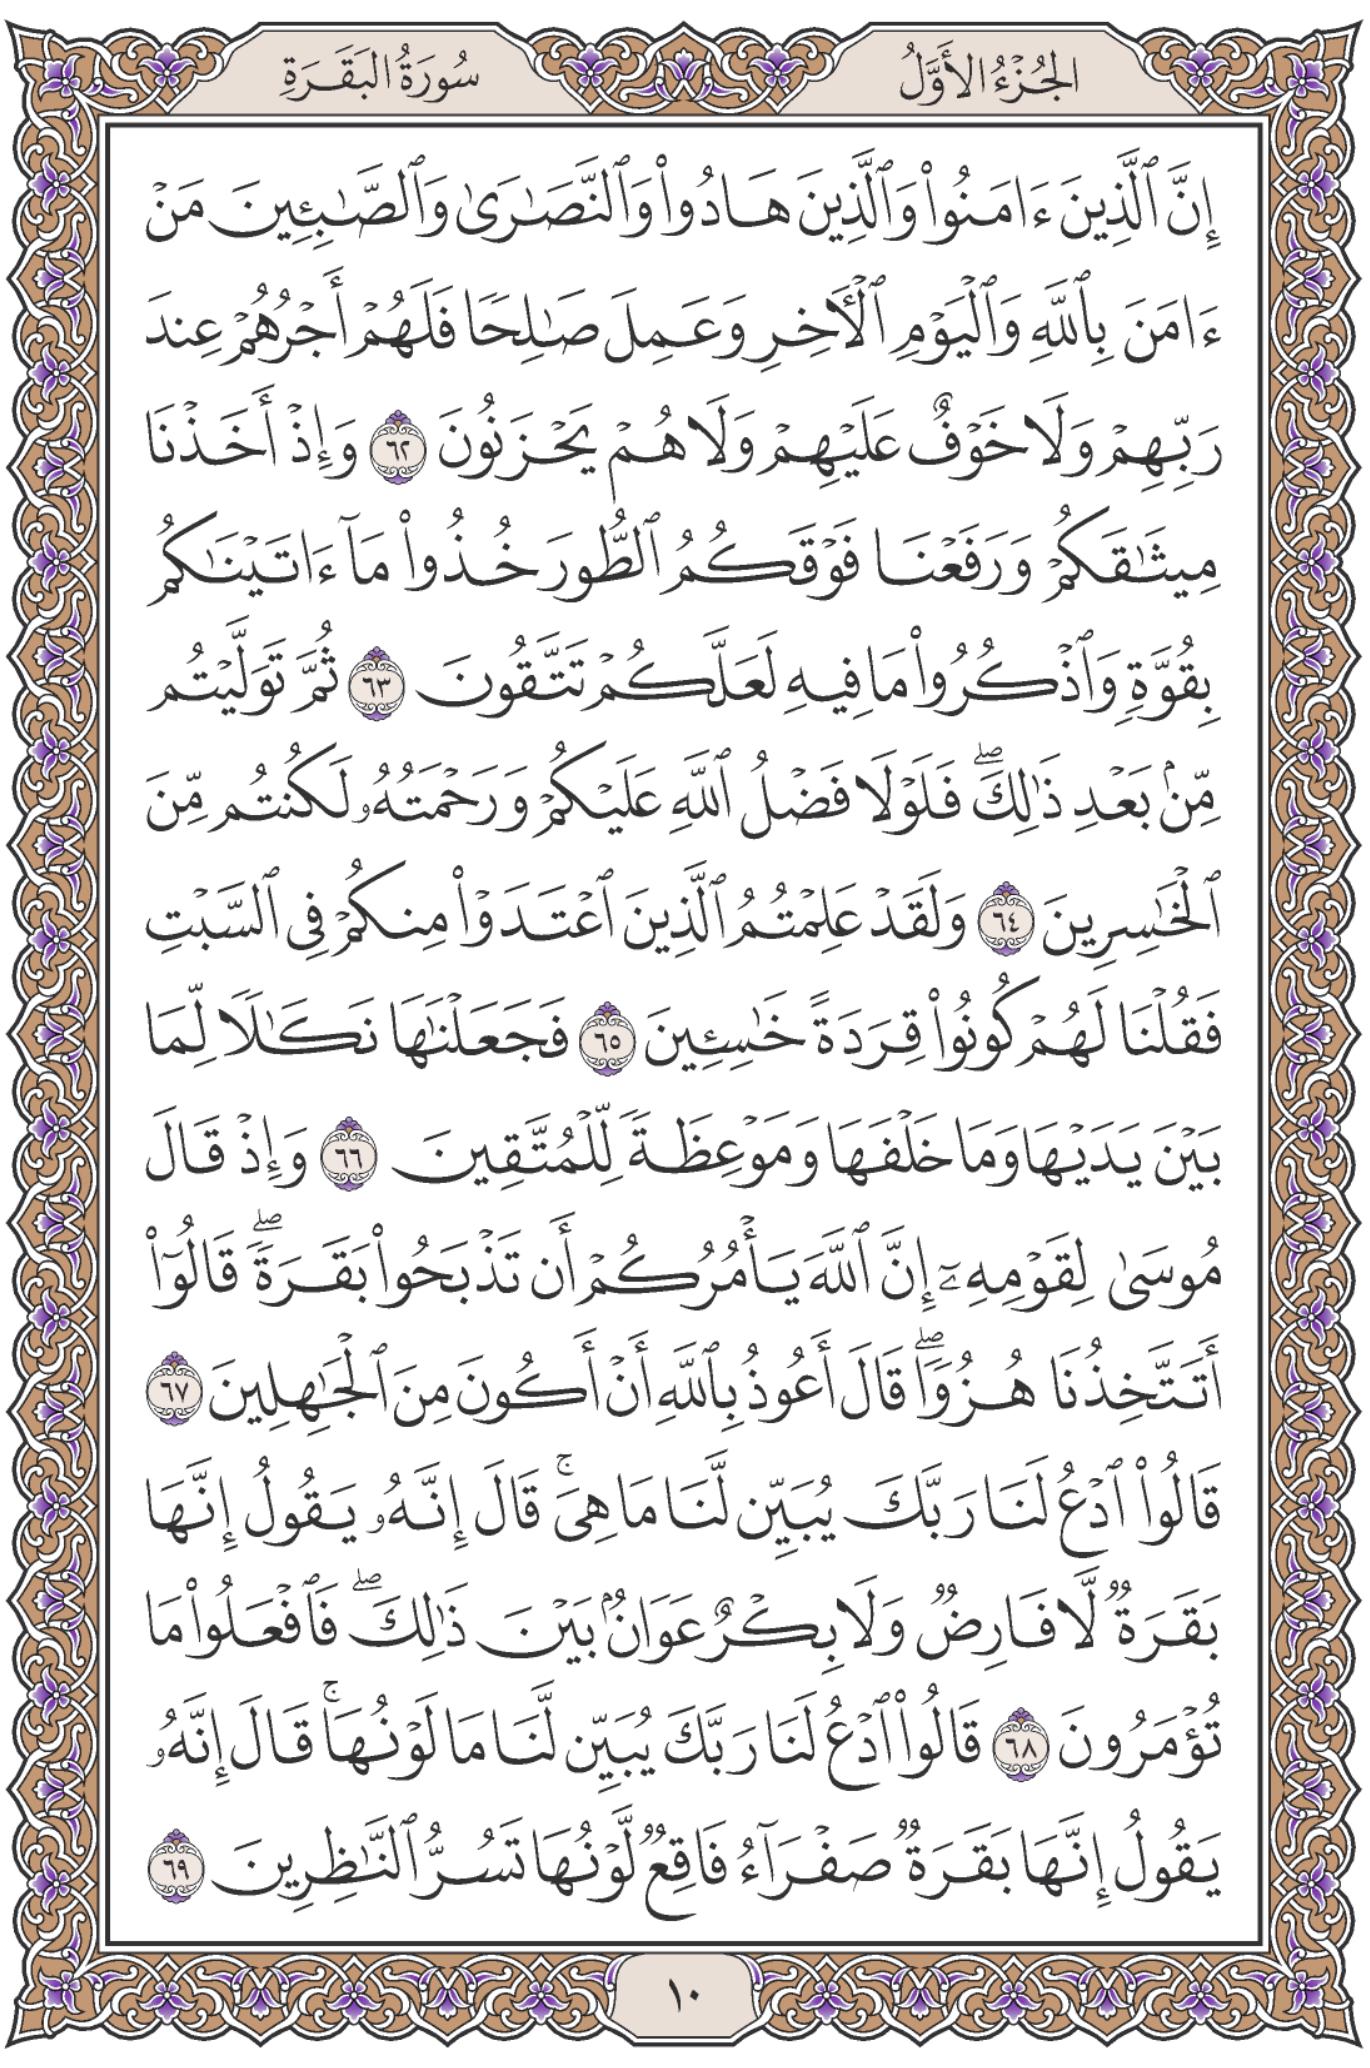 الجُزْءُ الأَوَّلُ
سُورَةُ البَقَرَةِ
إِنَّ ٱلَّذِينَ ءَامَنُوا۟ وَٱلَّذِينَ هَادُوا۟ وَٱلنَّصَـٰرَىٰ وَٱلصَّـٰبِـِٔينَ مَنْ
ءَامَنَ بِٱللَّهِ وَٱلْيَوْمِ ٱلْـَٔاخِرِ وَعَمِلَ صَـٰلِحًا فَلَهُمْ أَجْرُهُمْ عِندَ
رَبِّهِمْ وَلَا خَوْفٌ عَلَيْهِمْ وَلَا هُمْ يَحْزَنُونَ ٦٢ وَإِذْ أَخَذْنَا
مِيثَـٰقَكُمْ وَرَفَعْنَا فَوْقَكُمُ ٱلطُّورَ خُذُوا۟ مَآ ءَاتَيْنَـٰكُم
بِقُوَّةٍ وَٱذْكُرُوا۟ مَا فِيهِ لَعَلَّكُمْ تَتَّقُونَ ٦٣ ثُمَّ تَوَلَّيْتُم
مِّنۢ بَعْدِ ذَٰلِكَ ۖ فَلَوْلَا فَضْلُ ٱللَّهِ عَلَيْكُمْ وَرَحْمَتُهُۥ لَكُنتُم مِّنَ
ٱلْخَـٰسِرِينَ ٦٤ وَلَقَدْ عَلِمْتُمُ ٱلَّذِينَ ٱعْتَدَوْا۟ مِنكُمْ فِى ٱلسَّبْتِ
فَقُلْنَا لَهُمْ كُونُوا۟ قِرَدَةً خَـٰسِـِٔينَ ٦٥ فَجَعَلْنَـٰهَا نَكَـٰلًا لِّمَا
بَيْنَ يَدَيْهَا وَمَا خَلْفَهَا وَمَوْعِظَةً لِّلْمُتَّقِينَ ٦٦ وَإِذْ قَالَ
مُوسَىٰ لِقَوْمِهِۦٓ إِنَّ ٱللَّهَ يَأْمُرُكُمْ أَن تَذْبَحُوا۟ بَقَرَةً ۖ قَالُوٓا۟
أَتَتَّخِذُنَا هُزُوًا ۖ قَالَ أَعُوذُ بِٱللَّهِ أَنْ أَكُونَ مِنَ ٱلْجَـٰهِلِينَ ٦٧
قَالُوا۟ ٱدْعُ لَنَا رَبَّكَ يُبَيِّن لَّنَا مَا هِىَ ۚ قَالَ إِنَّهُۥ يَقُولُ إِنَّهَا
بَقَرَةٌ لَّا فَارِضٌ وَلَا بِكْرٌ عَوَانٌۢ بَيْنَ ذَٰلِكَ ۖ فَٱفْعَلُوا۟ مَا
تُؤْمَرُونَ ٦٨ قَالُوا۟ ٱدْعُ لَنَا رَبَّكَ يُبَيِّن لَّنَا مَا لَوْنُهَا ۚ قَالَ إِنَّهُۥ
يَقُولُ إِنَّهَا بَقَرَةٌ صَفْرَآءُ فَاقِعٌ لَّوْنُهَا تَسُرُّ ٱلنَّـٰظِرِينَ ٦٩
١٠